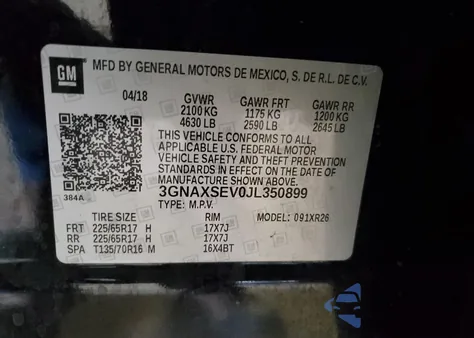 GM
MFD BY GENERAL MOTORS DE MEXICO, S. DE R.L. DE C.V.
04/18 GVWR GAWR FRT GAWR RR
2100 KG 1175 KG 1200 KG
4630 LB 2590 LB 2645 LB
THIS VEHICLE CONFORMS TO ALL
APPLICABLE U.S. FEDERAL MOTOR
VEHICLE SAFETY AND THEFT PREVENTION
STANDARDS IN EFFECT ON THE DATE OF
MANUFACTURE SHOWN ABOVE.
384A 3GNAXSEV0JL350899
TYPE: M.P.V.
TIRE SIZE RIM MODEL: 091XR26
FRT 225/65R17 H 17X7J
RR 225/65R17 H 17X7J
SPA T135/70R16 M 16X4BT